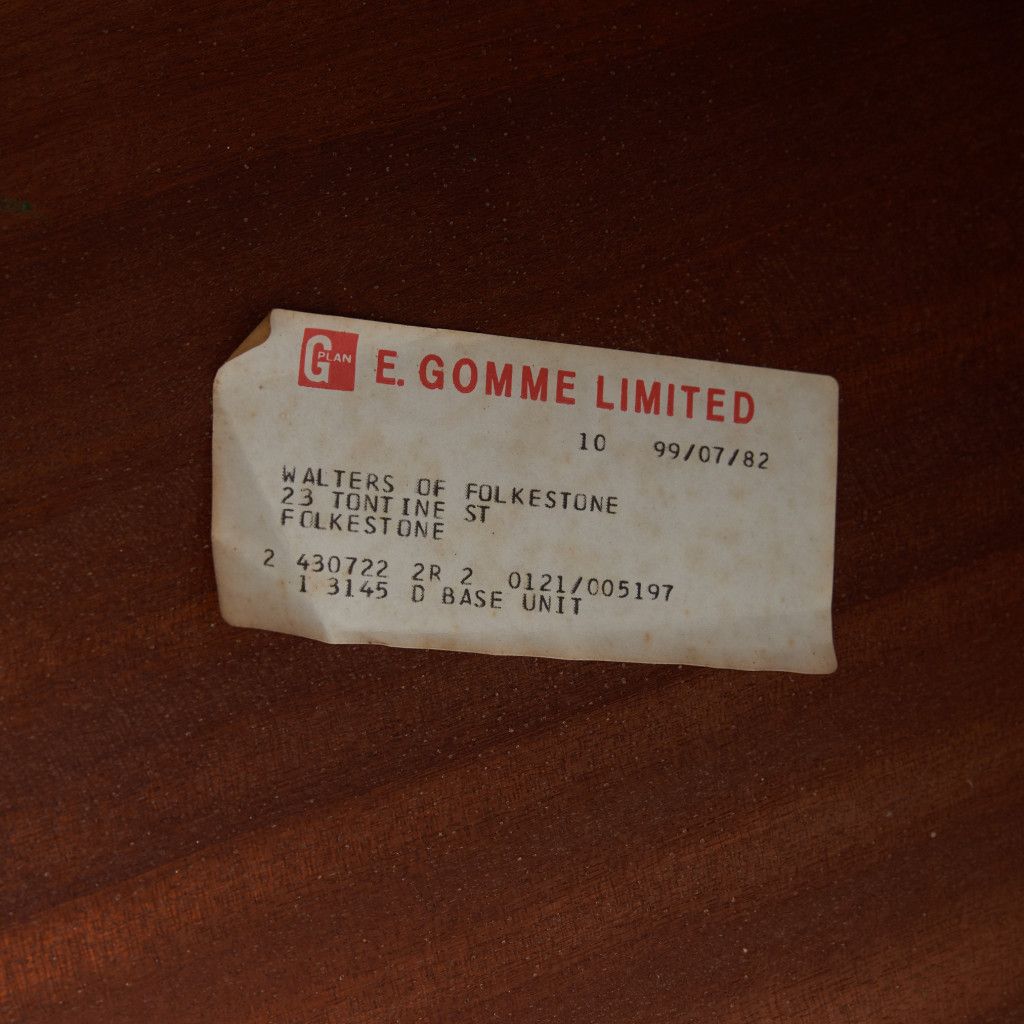 G PLAN E. GOMME LIMITED
10 99/07/82
WALTERS OF FOLKESTONE
23 TONTINE ST
FOLKESTONE
2 430722 2R 2 0121/005197
1 3145 D BASE UNIT